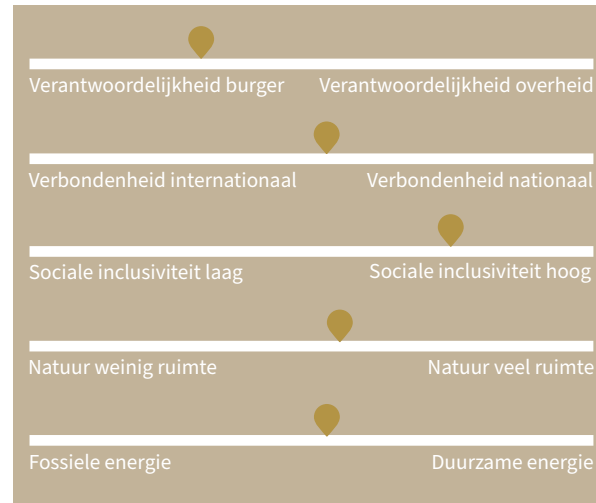 Verantwoordelijkheid burger Verantwoordelijkheid overheid
Verbondenheid internationaal Verbondenheid nationaal
Sociale inclusiviteit laag Sociale inclusiviteit hoog
Natuur weinig ruimte Natuur veel ruimte
Fossiele energie Duurzame energie